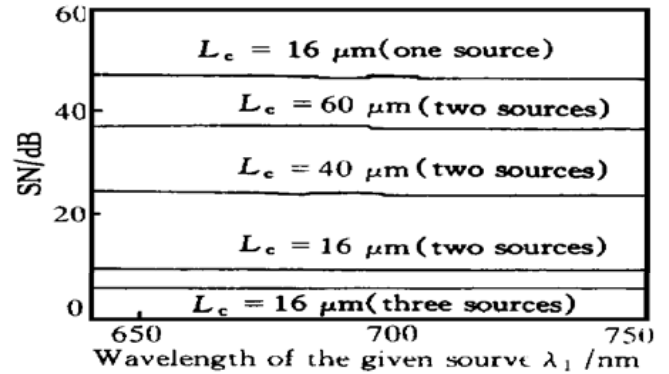 60
L_c = 16 μm(one source)
40
L_c = 60 μm(two sources)
SN/dB
L_c = 40 μm(two sources)
20
L_c = 16 μm(two sources)
0
L_c = 16 μm(three sources)
650 700 750
Wavelength of the given sourve λ_1 /nm